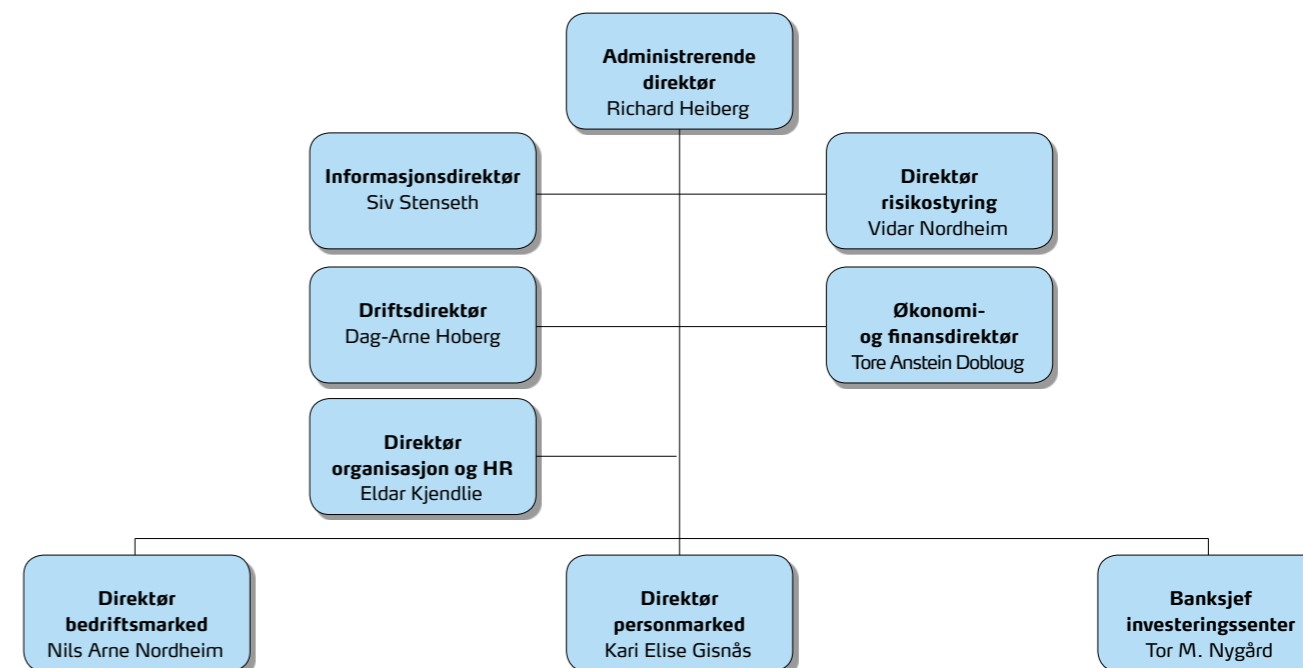 Administrerende
direktør
Richard Heiberg
Informasjonsdirektør
Siv Stenseth
Direktør
risikostyring
Vidar Nordheim
Driftsdirektør
Dag-Arne Hoberg
Økonomi-
og finansdirektør
Tore Anstein Dobloug
Direktør
organisasjon og HR
Eldar Kjendlie
Direktør
bedriftsmarked
Nils Arne Nordheim
Direktør
personmarked
Kari Elise Gisnås
Banksjef
investeringssenter
Tor M. Nygård